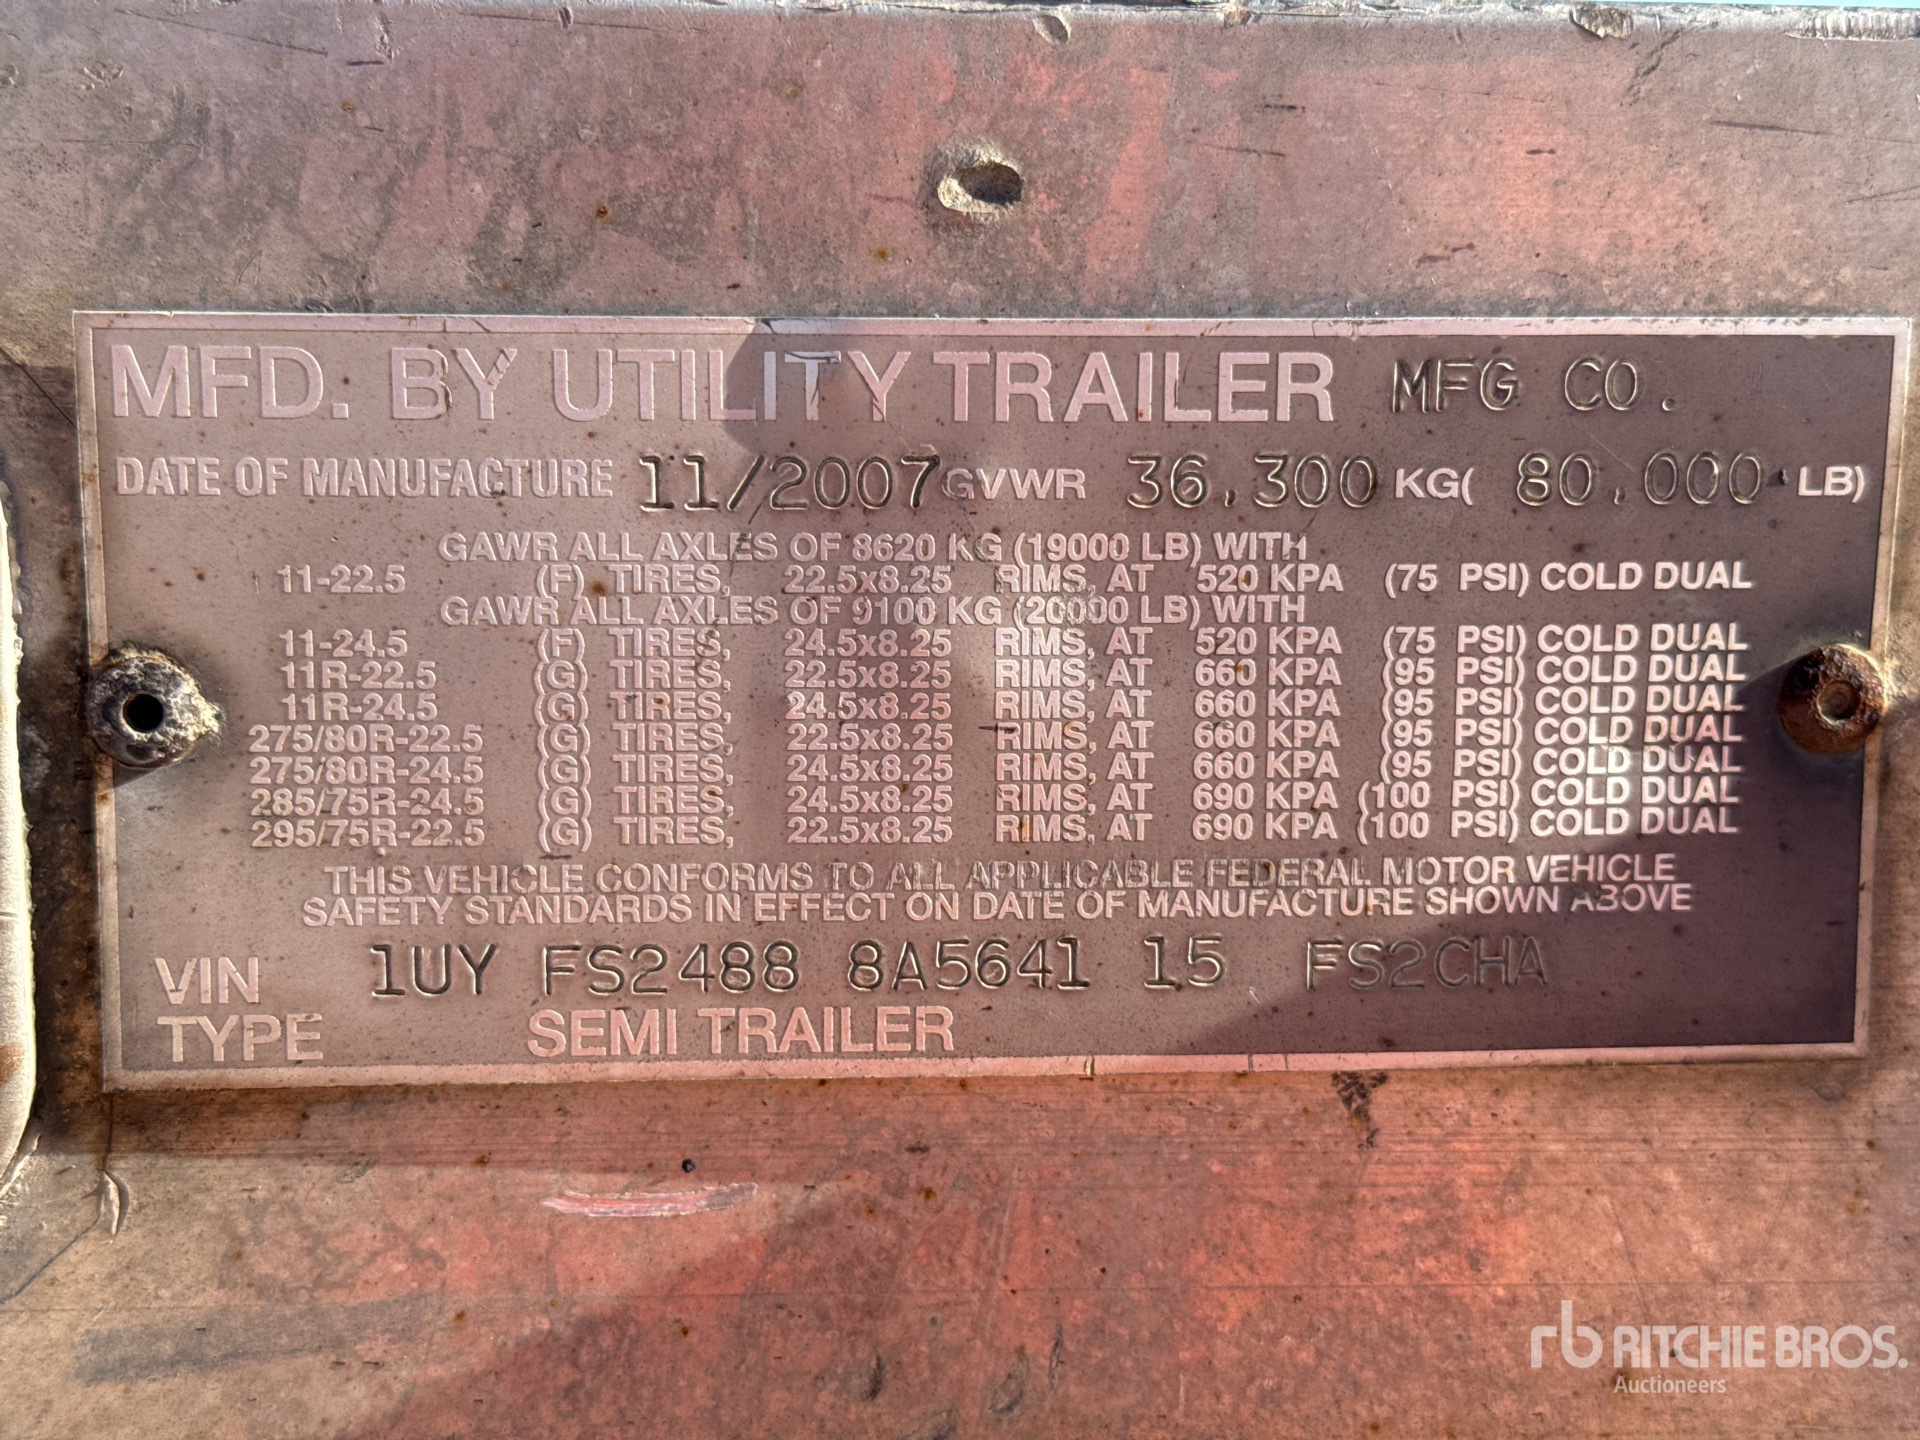 MFD. BY UTILITY TRAILER MFG CO.
DATE OF MANUFACTURE 11/2007 GVWR 36,300 KG( 80,000 LB)
GAWR ALL AXLES OF 8620 KG (19000 LB) WITH
11-22.5 (F) TIRES, 22.5x8.25 RIMS, AT 520 KPA (75 PSI) COLD DUAL
GAWR ALL AXLES OF 9100 KG (20000 LB) WITH
11-24.5 (F) TIRES, 24.5x8.25 RIMS, AT 520 KPA (75 PSI) COLD DUAL
11R-22.5 (G) TIRES, 22.5x8.25 RIMS, AT 660 KPA (95 PSI) COLD DUAL
11R-24.5 (G) TIRES, 24.5x8.25 RIMS, AT 660 KPA (95 PSI) COLD DUAL
275/80R-22.5 (G) TIRES, 22.5x8.25 RIMS, AT 660 KPA (95 PSI) COLD DUAL
275/80R-24.5 (G) TIRES, 24.5x8.25 RIMS, AT 660 KPA (95 PSI) COLD DUAL
285/75R-24.5 (G) TIRES, 24.5x8.25 RIMS, AT 690 KPA (100 PSI) COLD DUAL
295/75R-22.5 (G) TIRES, 22.5x8.25 RIMS, AT 690 KPA (100 PSI) COLD DUAL
THIS VEHICLE CONFORMS TO ALL APPLICABLE FEDERAL MOTOR VEHICLE
SAFETY STANDARDS IN EFFECT ON DATE OF MANUFACTURE SHOWN ABOVE
VIN 1UY FS2488 8A5641 15 FS2CHA
TYPE SEMI TRAILER
rb RITCHIE BROS.
Auctioneers